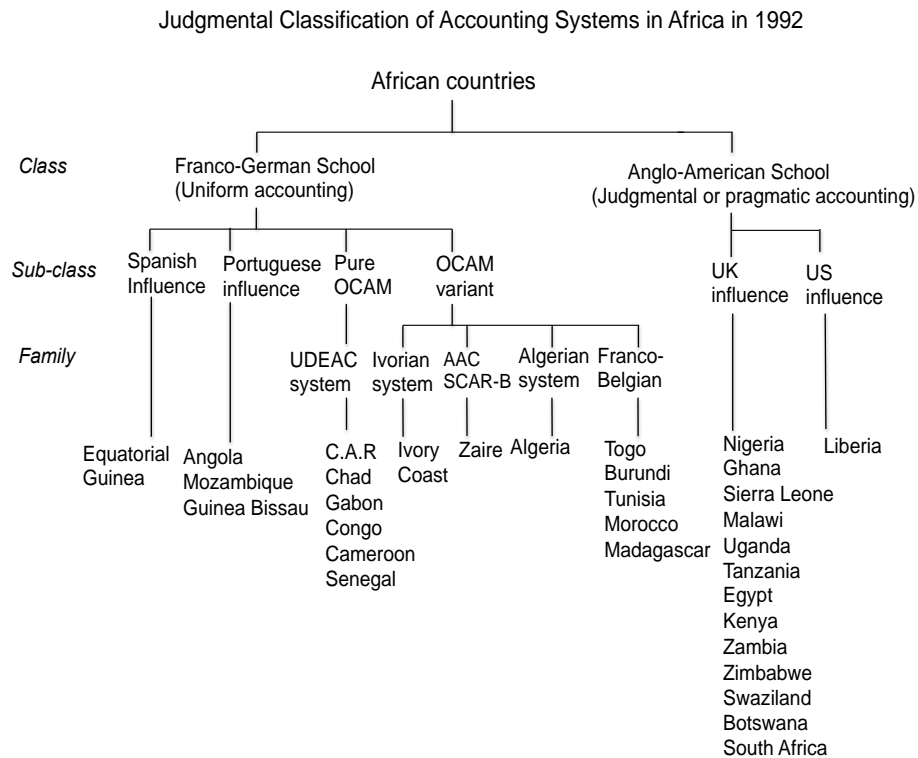 Judgmental Classification of Accounting Systems in Africa in 1992
African countries
Class
Franco-German School
(Uniform accounting)
Anglo-American School
(Judgmental or pragmatic accounting)
Sub-class
Spanish
Influence
Portuguese
influence
Pure
OCAM
OCAM
variant
UK
influence
US
influence
Family
UDEAC
system
Ivorian
system
AAC
SCAR-B
Algerian
system
Franco-
Belgian
Equatorial
Guinea
Angola
Mozambique
Guinea Bissau
C.A.R
Chad
Gabon
Congo
Cameroon
Senegal
Ivory
Coast
Zaire
Algeria
Togo
Burundi
Tunisia
Morocco
Madagascar
Nigeria
Ghana
Sierra Leone
Malawi
Uganda
Tanzania
Egypt
Kenya
Zambia
Zimbabwe
Swaziland
Botswana
South Africa
Liberia